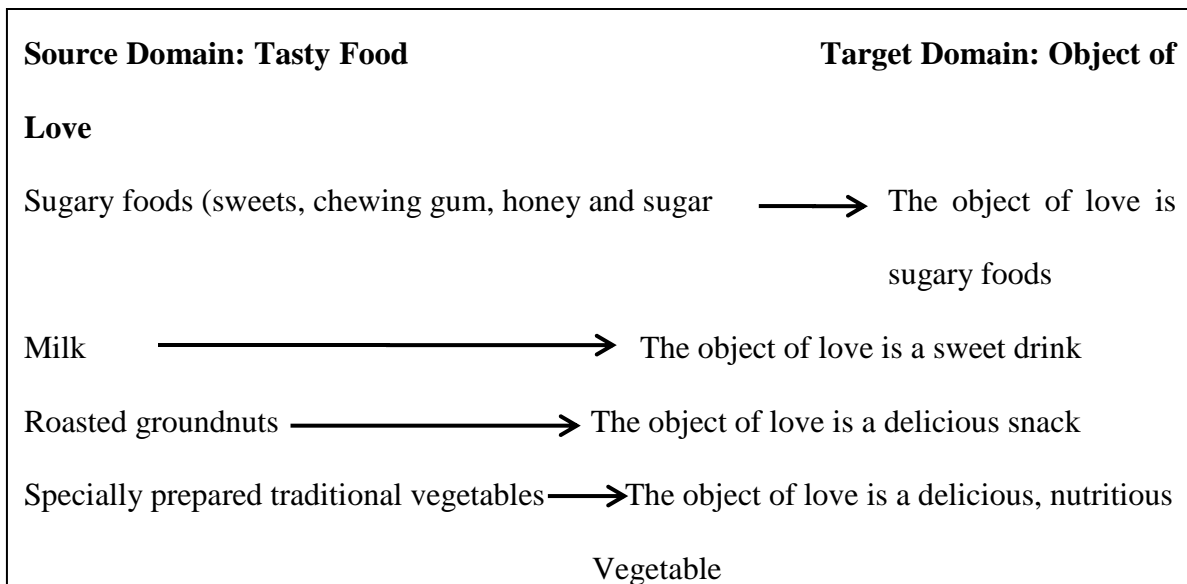 Source Domain: Tasty Food Target Domain: Object of
Love
Sugary foods (sweets, chewing gum, honey and sugar The object of love is
sugary foods
Milk The object of love is a sweet drink
Roasted groundnuts The object of love is a delicious snack
Specially prepared traditional vegetables The object of love is a delicious, nutritious
Vegetable